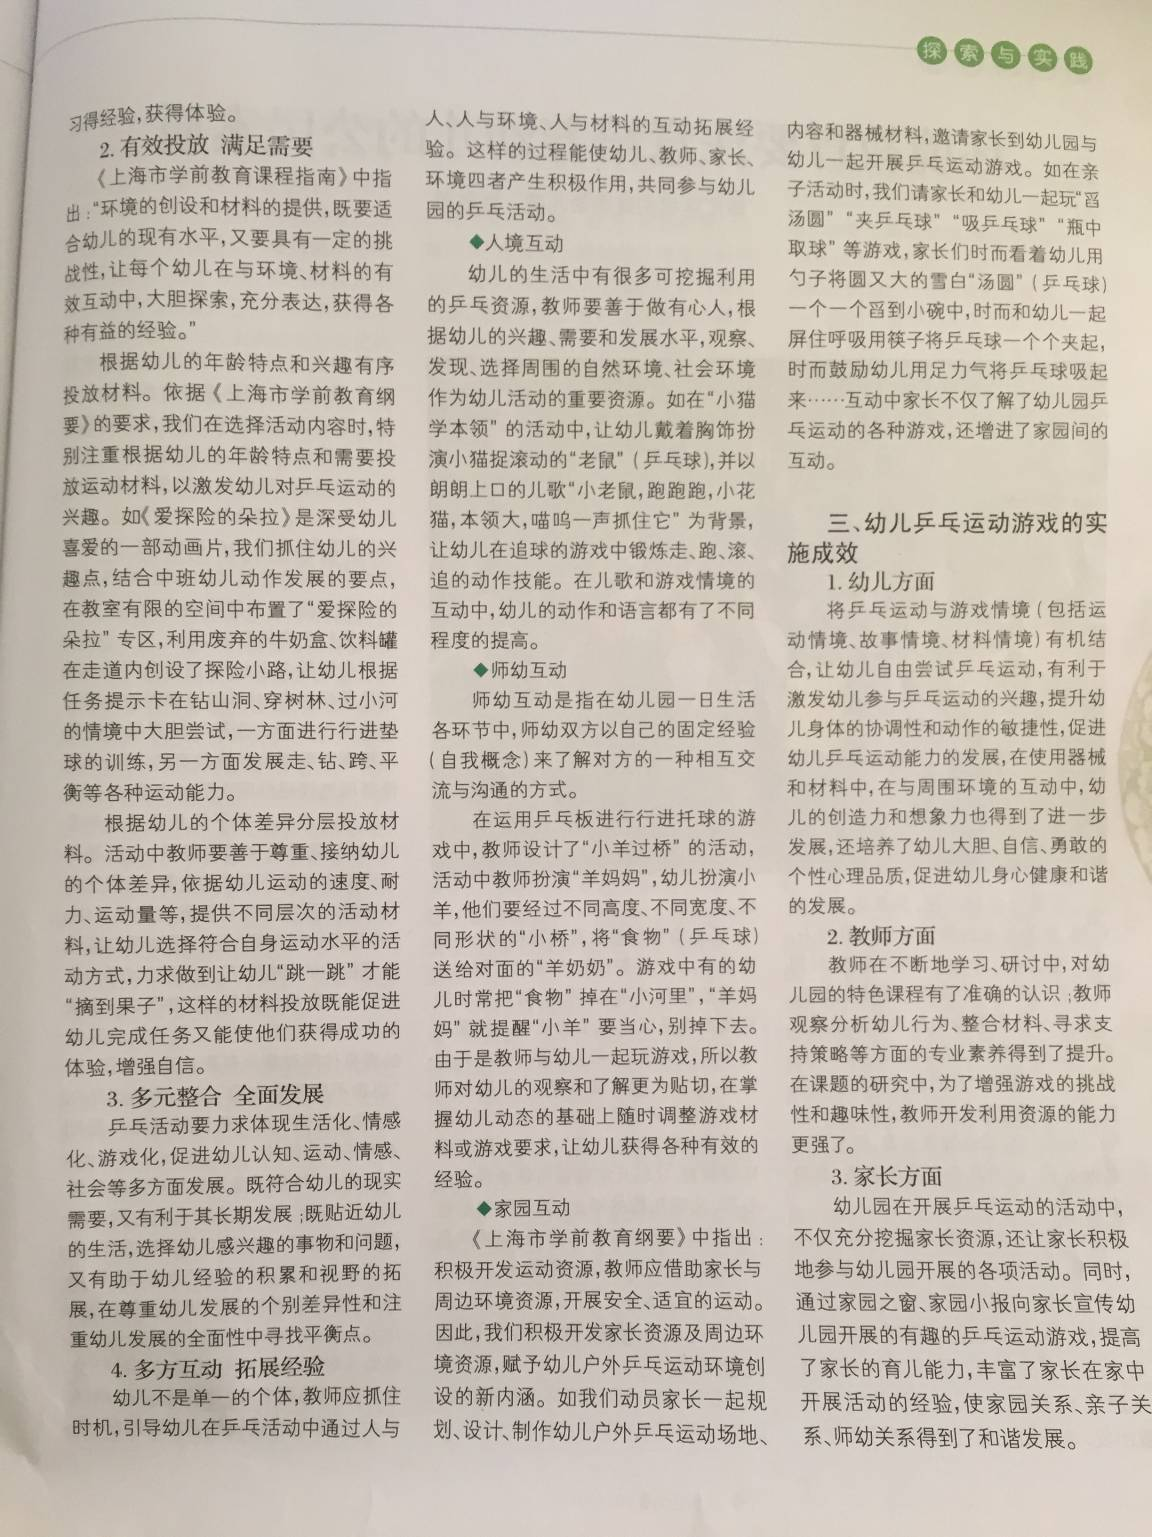 探索与实践
习得经验,获得体验。
2. 有效投放 满足需要
《上海市学前教育课程指南》中指
出:“环境的创设和材料的提供,既要适
合幼儿的现有水平,又要具有一定的挑
战性,让每个幼儿在与环境、材料的有
效互动中,大胆探索,充分表达,获得各
种有益的经验。”
根据幼儿的年龄特点和兴趣有序
投放材料。依据《上海市学前教育纲
要》的要求,我们在选择活动内容时,特
别注重根据幼儿的年龄特点和需要投
放运动材料,以激发幼儿对乒乓运动的
兴趣。如《爱探险的朵拉》是深受幼儿
喜爱的一部动画片,我们抓住幼儿的兴
趣点,结合中班幼儿动作发展的要点,
在教室有限的空间中布置了“爱探险的
朵拉”专区,利用废弃的牛奶盒、饮料罐
在走道内创设了探险小路,让幼儿根据
任务提示卡在钻山洞、穿树林、过小河
的情境中大胆尝试,一方面进行行进垫
球的训练,另一方面发展走、钻、跨、平
衡等各种运动能力。
根据幼儿的个体差异分层投放材
料。活动中教师要善于尊重、接纳幼儿
的个体差异,依据幼儿运动的速度、耐
力、运动量等,提供不同层次的活动材
料,让幼儿选择符合自身运动水平的活
动方式,力求做到让幼儿“跳一跳”才能
“摘到果子”,这样的材料投放既能促进
幼儿完成任务又能使他们获得成功的
体验,增强自信。
3. 多元整合 全面发展
乒乓活动要力求体现生活化、情感
化、游戏化,促进幼儿认知、运动、情感、
社会等多方面发展。既符合幼儿的现实
需要,又有利于其长期发展;既贴近幼儿
的生活,选择幼儿感兴趣的事物和问题,
又有助于幼儿经验的积累和视野的拓
展,在尊重幼儿发展的个别差异性和注
重幼儿发展的全面性中寻找平衡点。
4. 多方互动 拓展经验
幼儿不是单一的个体,教师应抓住
时机,引导幼儿在乒乓活动中通过人与
人、人与环境、人与材料的互动拓展经
验。这样的过程能使幼儿、教师、家长、
环境四者产生积极作用,共同参与幼儿
园的乒乓活动。
◆人境互动
幼儿的生活中有很多可挖掘利用
的乒乓资源,教师要善于做有心人,根
据幼儿的兴趣、需要和发展水平,观察、
发现、选择周围的自然环境、社会环境
作为幼儿活动的重要资源。如在“小猫
学本领”的活动中,让幼儿戴着胸饰扮
演小猫捉滚动的“老鼠”(乒乓球),并以
朗朗上口的儿歌“小老鼠,跑跑跑,小花
猫,本领大,喵呜一声抓住它”为背景,
让幼儿在追球的游戏中锻炼走、跑、滚、
追的动作技能。在儿歌和游戏情境的
互动中,幼儿的动作和语言都有了不同
程度的提高。
◆师幼互动
师幼互动是指在幼儿园一日生活
各环节中,师幼双方以自己的固定经验
(自我概念)来了解对方的一种相互交
流与沟通的方式。
在运用乒乓板进行行进托球的游
戏中,教师设计了“小羊过桥”的活动,
活动中教师扮演“羊妈妈”,幼儿扮演小
羊,他们要经过不同高度、不同宽度、不
同形状的“小桥”,将“食物”(乒乓球)
送给对面的“羊奶奶”。游戏中有的幼
儿时常把“食物”掉在“小河里”,“羊妈
妈”就提醒“小羊”要当心,别掉下去。
由于是教师与幼儿一起玩游戏,所以教
师对幼儿的观察和了解更为贴切,在掌
握幼儿动态的基础上随时调整游戏材
料或游戏要求,让幼儿获得各种有效的
经验。
◆家园互动
《上海市学前教育纲要》中指出:
积极开发运动资源,教师应借助家长与
周边环境资源,开展安全、适宜的运动。
因此,我们积极开发家长资源及周边环
境资源,赋予幼儿户外乒乓运动环境创
设的新内涵。如我们动员家长一起规
划、设计、制作幼儿户外乒乓运动场地、
内容和器械材料,邀请家长到幼儿园与
幼儿一起开展乒乓运动游戏。如在亲
子活动时,我们请家长和幼儿一起玩“舀
汤圆”“夹乒乓球”“吸乒乓球”“瓶中
取球”等游戏,家长们时而看着幼儿用
勺子将圆又大的雪白“汤圆”(乒乓球)
一个一个舀到小碗中,时而和幼儿一起
屏住呼吸用筷子将乒乓球一个个夹起,
时而鼓励幼儿用足力气将乒乓球吸起
来……互动中家长不仅了解了幼儿园乒
乓运动的各种游戏,还增进了家园间的
互动。
三、幼儿乒乓运动游戏的实
施成效
1. 幼儿方面
将乒乓运动与游戏情境(包括运
动情境、故事情境、材料情境)有机结
合,让幼儿自由尝试乒乓运动,有利于
激发幼儿参与乒乓运动的兴趣,提升幼
儿身体的协调性和动作的敏捷性,促进
幼儿乒乓运动能力的发展,在使用器械
和材料中,在与周围环境的互动中,幼
儿的创造力和想象力也得到了进一步
发展,还培养了幼儿大胆、自信、勇敢的
个性心理品质,促进幼儿身心健康和谐
的发展。
2. 教师方面
教师在不断地学习、研讨中,对幼
儿园的特色课程有了准确的认识;教师
观察分析幼儿行为、整合材料、寻求支
持策略等方面的专业素养得到了提升。
在课题的研究中,为了增强游戏的挑战
性和趣味性,教师开发利用资源的能力
更强了。
3. 家长方面
幼儿园在开展乒乓运动的活动中,
不仅充分挖掘家长资源,还让家长积极
地参与幼儿园开展的各项活动。同时,
通过家园之窗、家园小报向家长宣传幼
儿园开展的有趣的乒乓运动游戏,提高
了家长的育儿能力,丰富了家长在家中
开展活动的经验,使家园关系、亲子关
系、师幼关系得到了和谐发展。